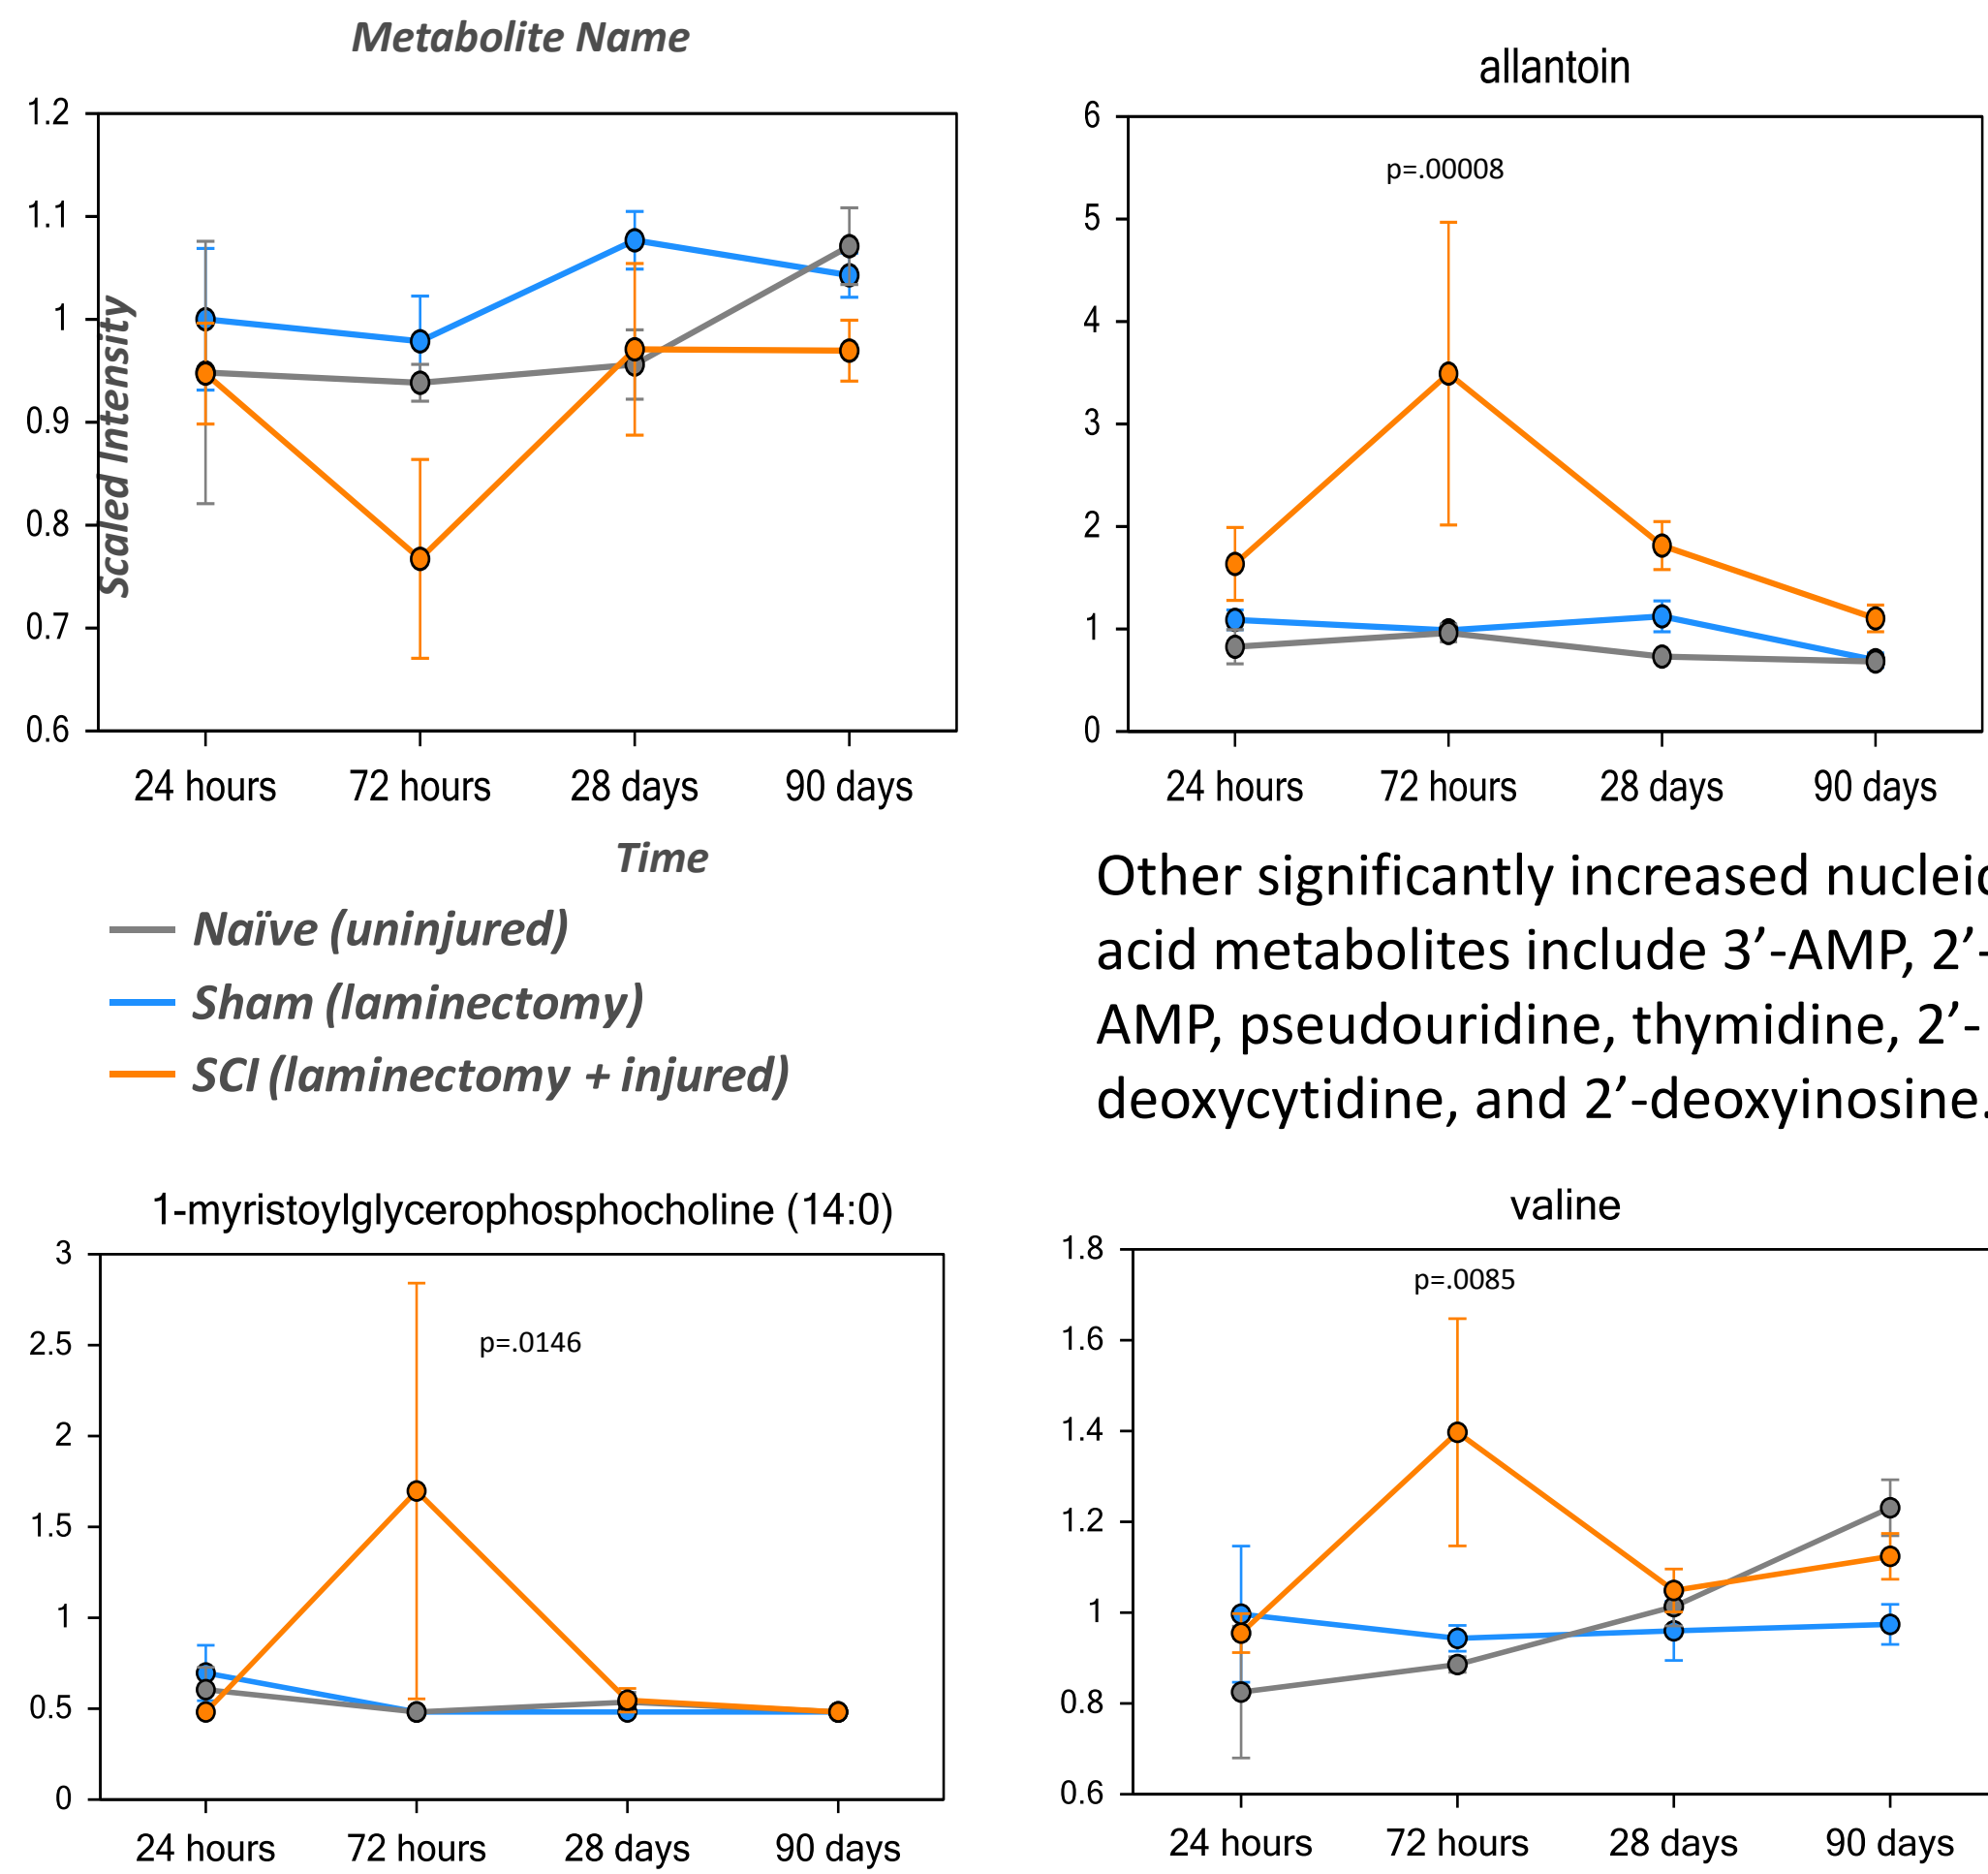 Metabolite Name
1.2
1.1
1
0.9
0.8
0.7
0.6
Scaled Intensity
24 hours 72 hours 28 days 90 days
Time
Naïve (uninjured)
Sham (laminectomy)
SCI (laminectomy + injured)
allantoin
p=.00008
6
5
4
3
2
1
0
24 hours 72 hours 28 days 90 days
Other significantly increased nucleic
acid metabolites include 3’-AMP, 2’-
AMP, pseudouridine, thymidine, 2’-
deoxycytidine, and 2’-deoxyinosine.
1-myristoylglycerophosphocholine (14:0)
p=.0146
3
2.5
2
1.5
1
0.5
0
24 hours 72 hours 28 days 90 days
valine
p=.0085
1.8
1.6
1.4
1.2
1
0.8
0.6
24 hours 72 hours 28 days 90 days